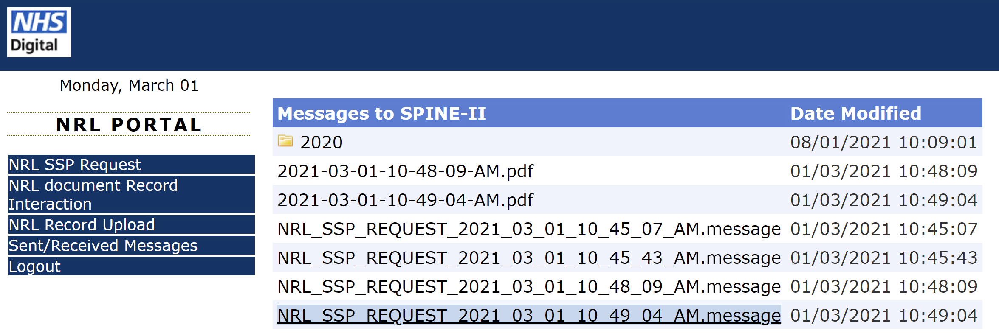 NHS
Digital
Monday, March 01
NRL PORTAL
NRL SSP Request
NRL document Record
Interaction
NRL Record Upload
Sent/Received Messages
Logout
Messages to SPINE-II Date Modified
2020 08/01/2021 10:09:01
2021-03-01-10-48-09-AM.pdf 01/03/2021 10:48:09
2021-03-01-10-49-04-AM.pdf 01/03/2021 10:49:04
NRL_SSP_REQUEST_2021_03_01_10_45_07_AM.message 01/03/2021 10:45:07
NRL_SSP_REQUEST_2021_03_01_10_45_43_AM.message 01/03/2021 10:45:43
NRL_SSP_REQUEST_2021_03_01_10_48_09_AM.message 01/03/2021 10:48:09
NRL_SSP_REQUEST_2021_03_01_10_49_04_AM.message 01/03/2021 10:49:04